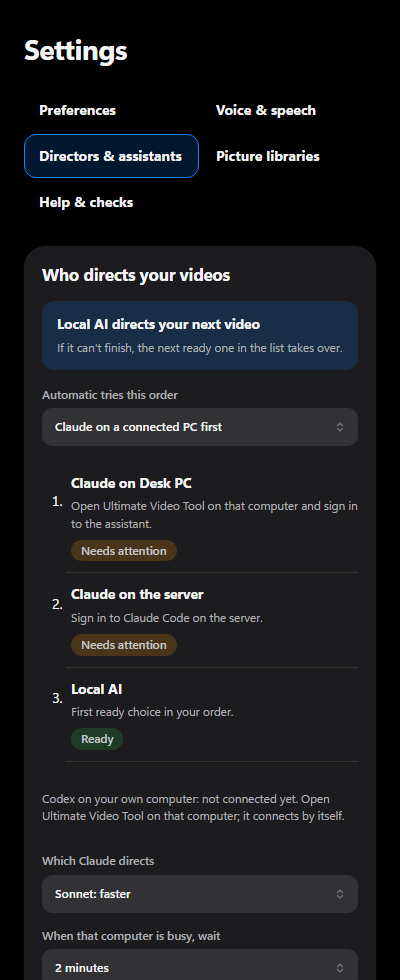 Settings
Preferences
Voice & speech
Directors & assistants
Picture libraries
Help & checks
Who directs your videos
Local AI directs your next video
If it can't finish, the next ready one in the list takes over.
Automatic tries this order
Claude on a connected PC first
1.
Claude on Desk PC
Open Ultimate Video Tool on that computer and sign in
to the assistant.
Needs attention
2.
Claude on the server
Sign in to Claude Code on the server.
Needs attention
3.
Local AI
First ready choice in your order.
Ready
Codex on your own computer: not connected yet. Open
Ultimate Video Tool on that computer; it connects by itself.
Which Claude directs
Sonnet: faster
When that computer is busy, wait
2 minutes